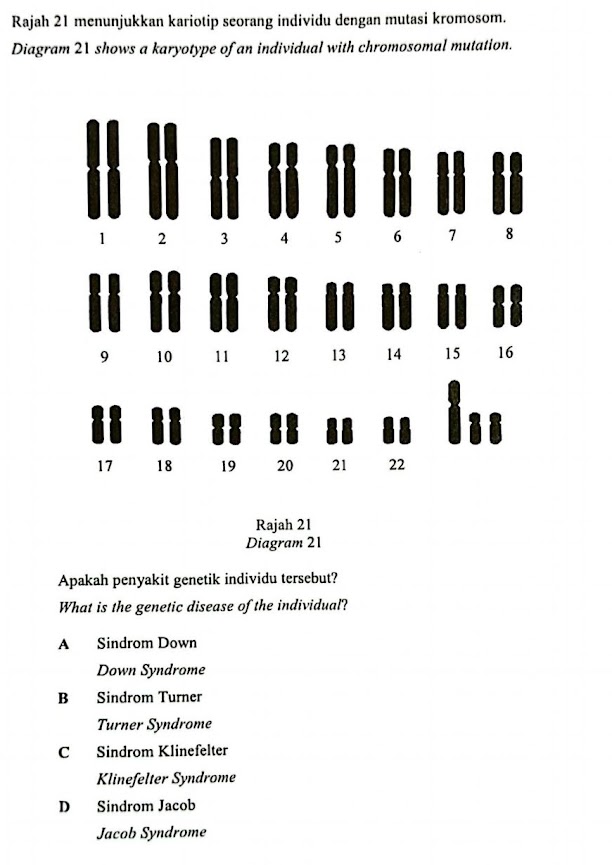 Rajah 21 menunjukkan kariotip seorang individu dengan mutasi kromosom.
Diagram 21 shows a karyotype of an individual with chromosomal mutation.
1 2 3 4 5 6 7 8
9 10 11 12 13 14 15 16
17 18 19 20 21 22
Rajah 21
Diagram 21
Apakah penyakit genetik individu tersebut?
What is the genetic disease of the individual?
A Sindrom Down
Down Syndrome
B Sindrom Turner
Turner Syndrome
C Sindrom Klinefelter
Klinefelter Syndrome
D Sindrom Jacob
Jacob Syndrome